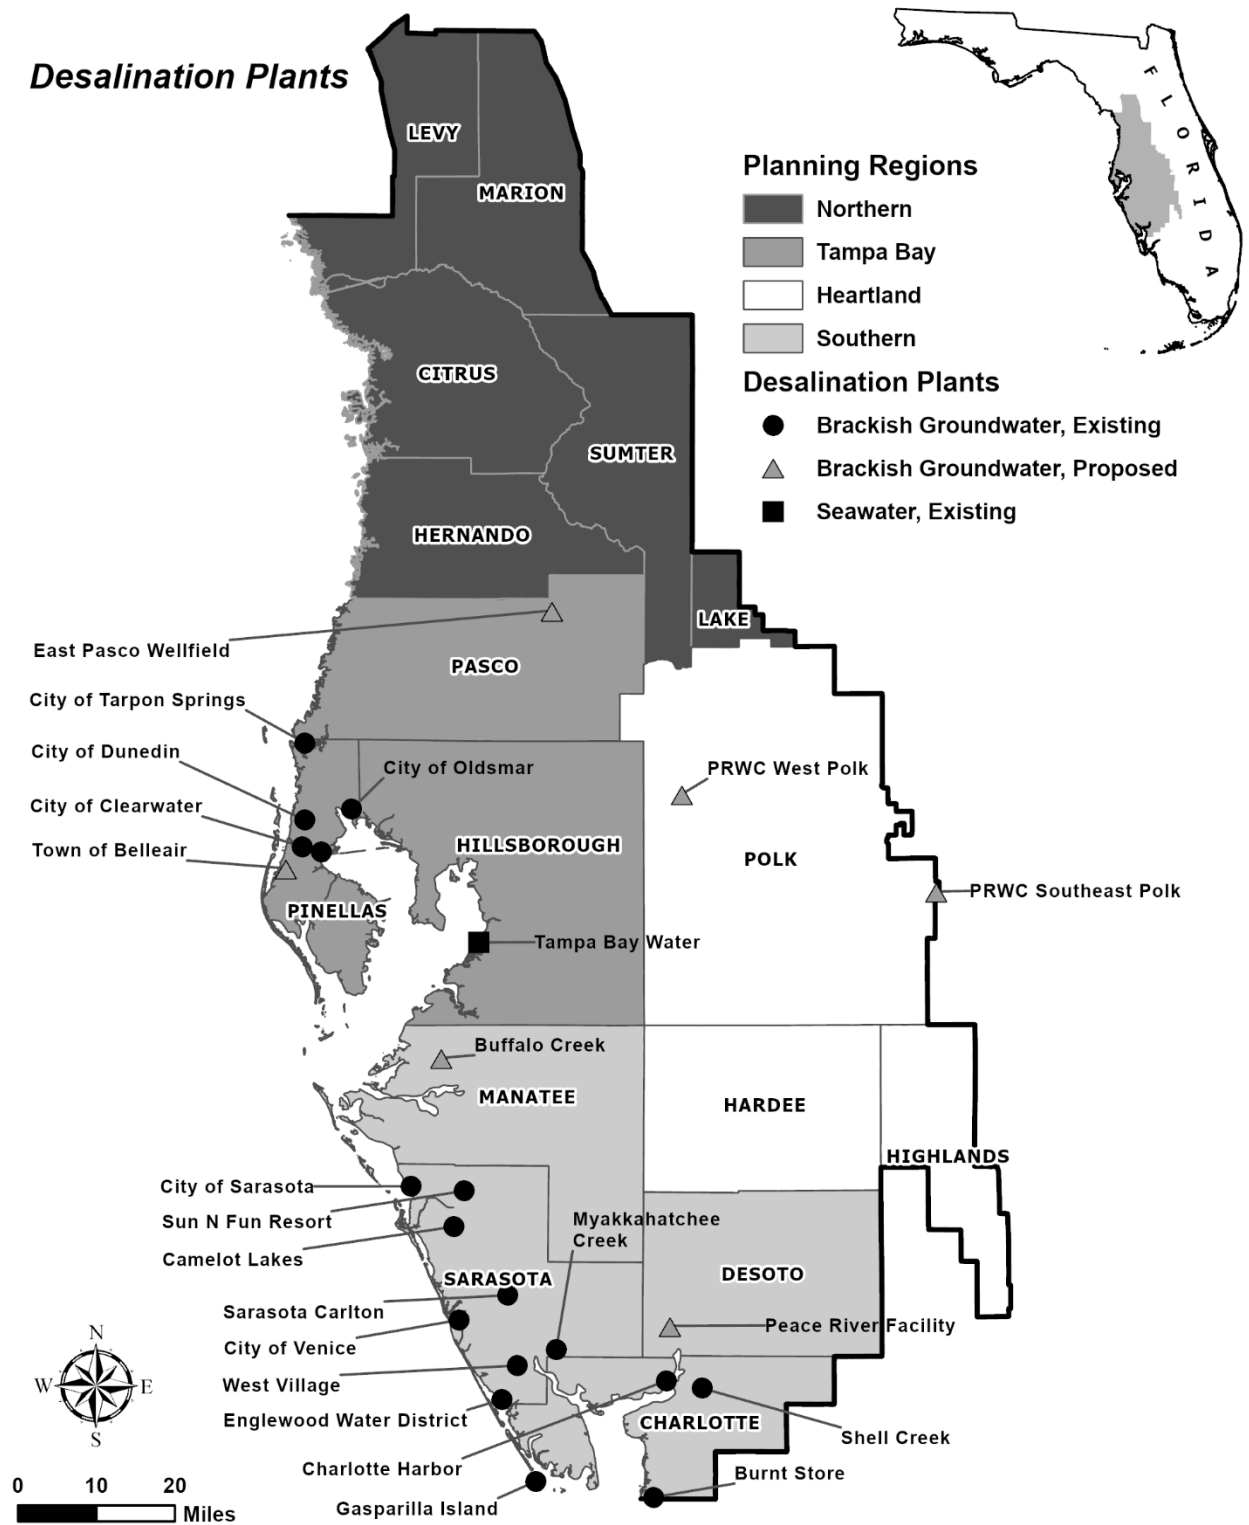 Desalination Plants
FLORIDA
Planning Regions
Northern
Tampa Bay
Heartland
Southern
Desalination Plants
Brackish Groundwater, Existing
Brackish Groundwater, Proposed
Seawater, Existing
LEVY
MARION
CITRUS
SUMTER
HERNANDO
LAKE
East Pasco Wellfield
PASCO
City of Tarpon Springs
City of Dunedin
City of Oldsmar
PRWC West Polk
City of Clearwater
HILLSBOROUGH
Town of Belleair
POLK
PRWC Southeast Polk
PINELLAS
Tampa Bay Water
Buffalo Creek
MANATEE
HARDEE
HIGHLANDS
City of Sarasota
Sun N Fun Resort
Myakkahatchee
Creek
Camelot Lakes
SARASOTA
DESOTO
Sarasota Carlton
Peace River Facility
City of Venice
West Village
Englewood Water District
CHARLOTTE
Shell Creek
Charlotte Harbor
Burnt Store
Gasparilla Island
N
W
E
S
0 10 20
Miles